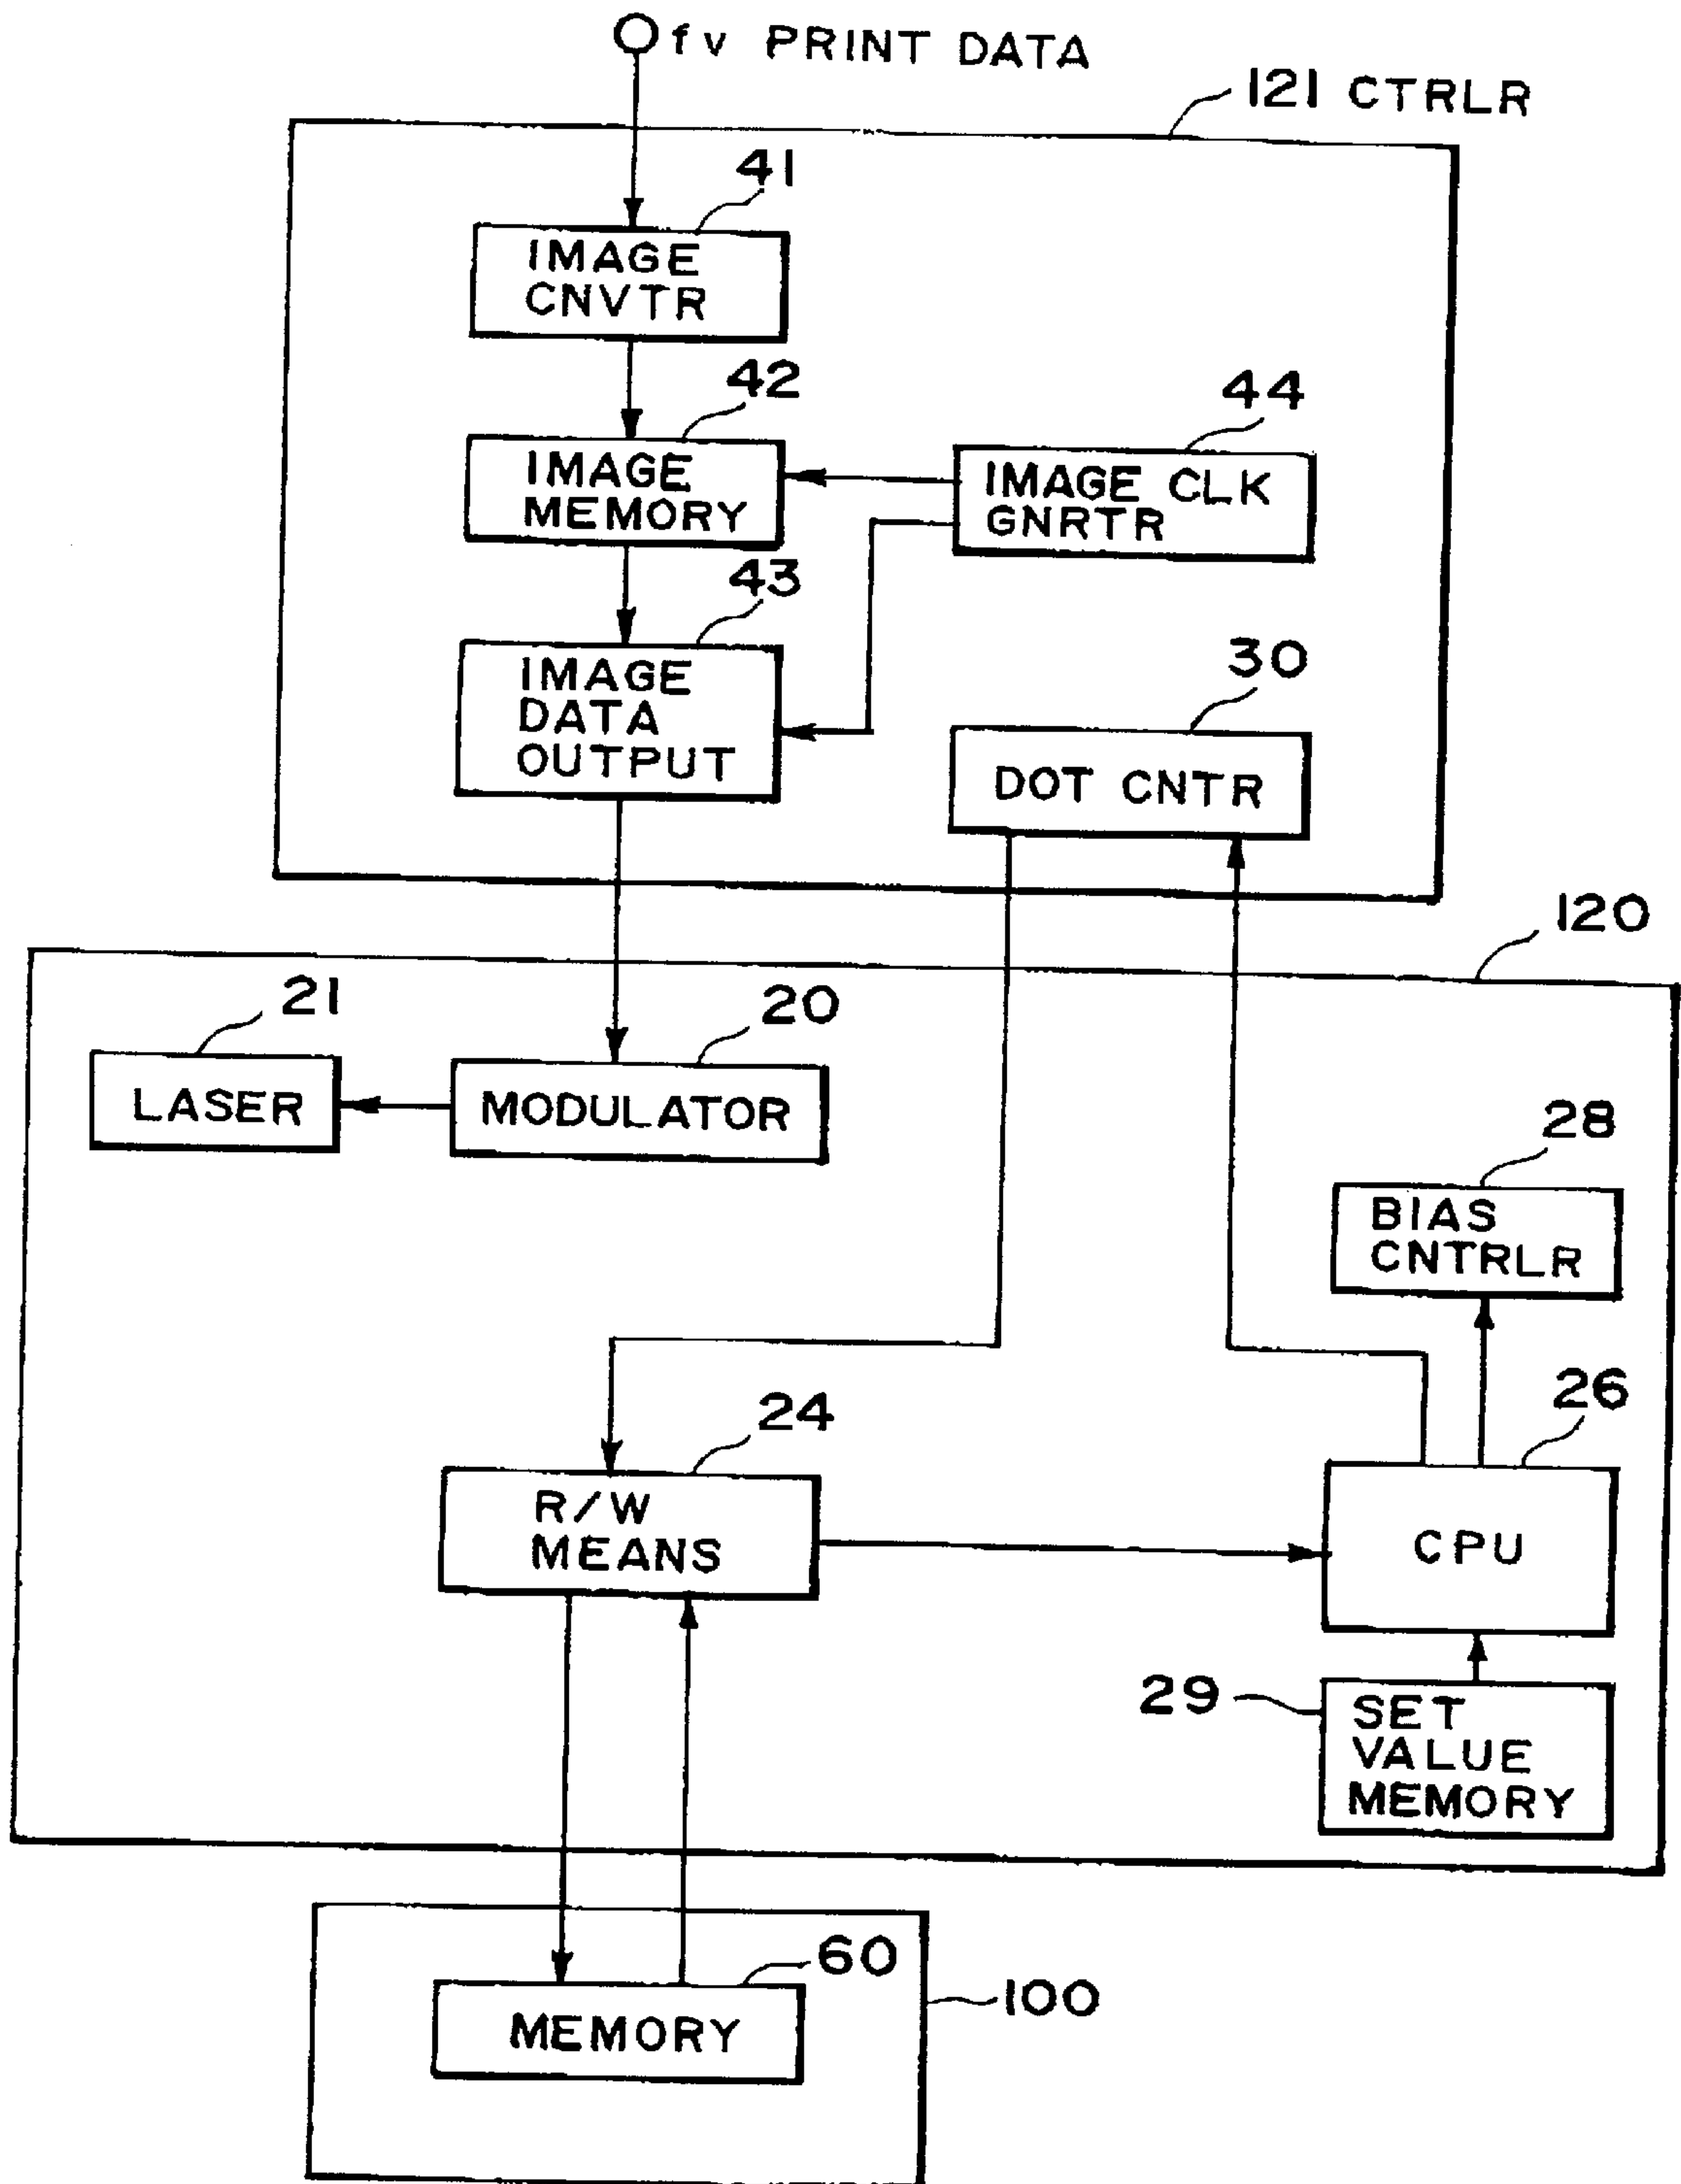 fv PRINT DATA
121 CTRLR
41
IMAGE
CNVTR
42
IMAGE
MEMORY
44
IMAGE CLK
GNRTR
43
IMAGE
DATA
OUTPUT
30
DOT CNTR
120
21
LASER
20
MODULATOR
28
BIAS
CNTRLR
24
R/W
MEANS
26
CPU
29
SET
VALUE
MEMORY
60
MEMORY
100